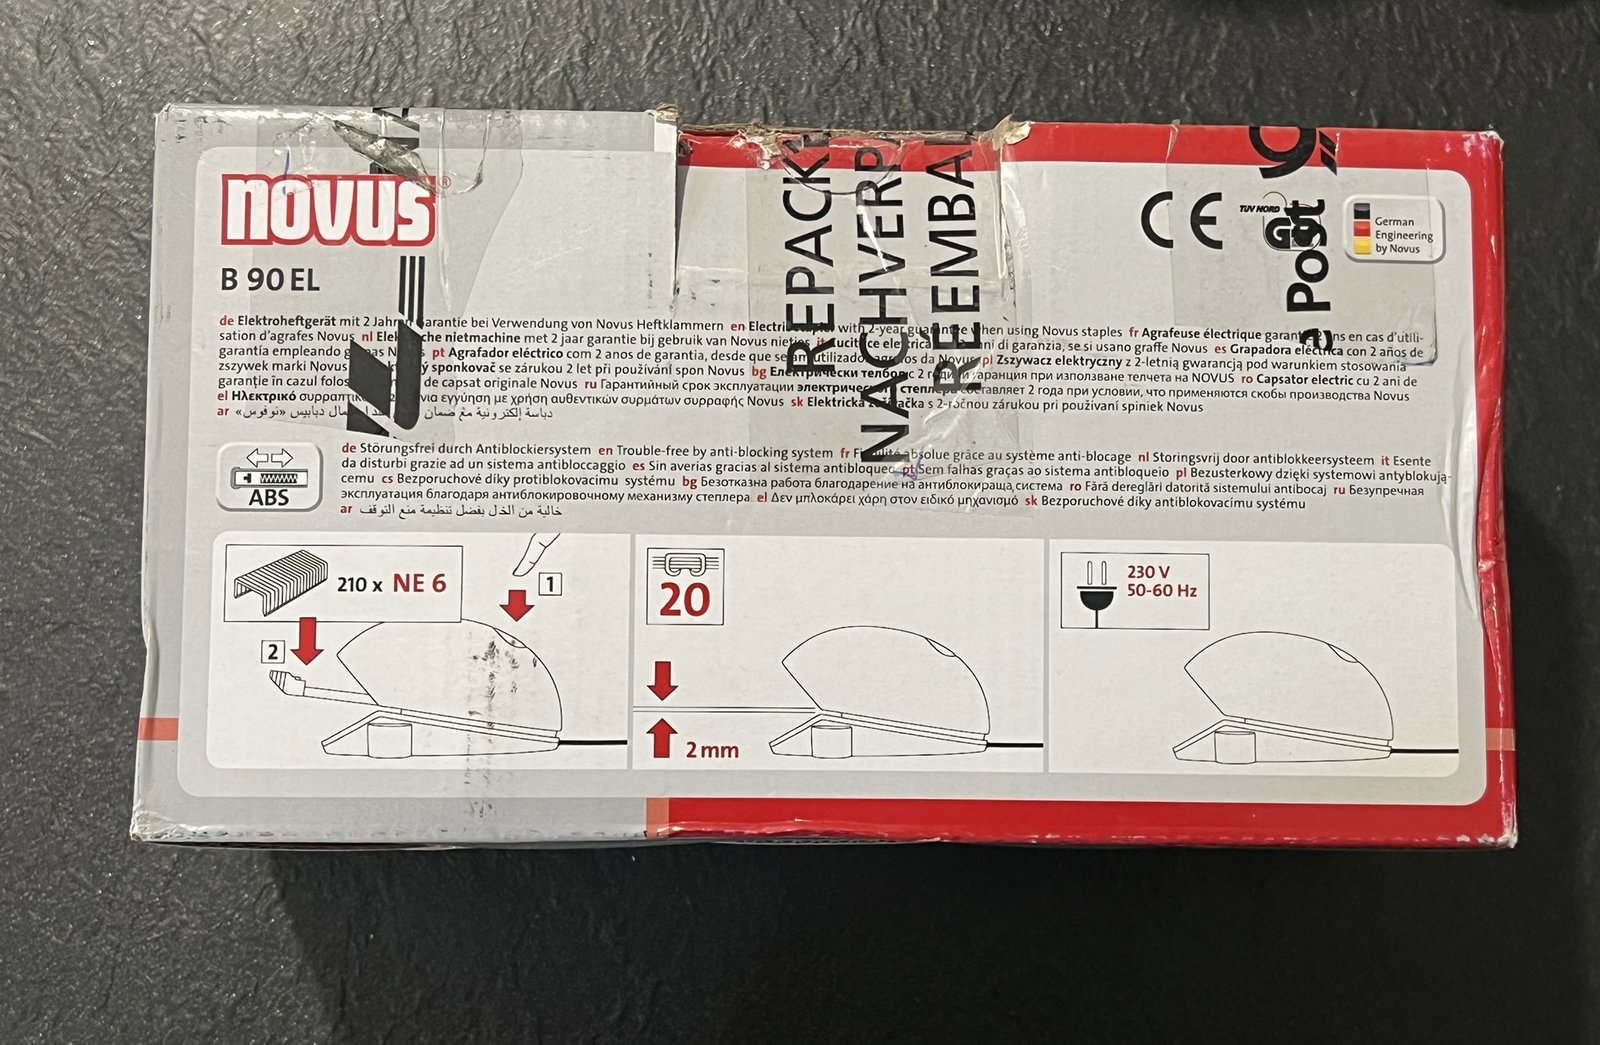 novus®
B 90 EL
CE
TÜV NORD
German
Engineering
by Novus
REPACK
NACHVERP
REEMBA
a Post
de Elektroheftgerät mit 2 Jahren Garantie bei Verwendung von Novus Heftklammern en Electric stapler with 2-year guarantee when using Novus staples fr Agrafeuse électrique garantie ans en cas d'utili-
sation d'agrafes Novus nl Elektrische nietmachine met 2 jaar garantie bij gebruik van Novus nietjes it cucitrice elettrica anni di garanzia, se si usano graffe Novus es Grapadora eléctrica con 2 años de
garantía empleando grapas Novus pt Agrafador eléctrico com 2 anos de garantia, desde que sejam utilizados agrafos da Novus pl Zszywacz elektryczny z 2-letnią gwarancją pod warunkiem stosowania
zszywek marki Novus sponkovač se zárukou 2 let při používání spon Novus bg Електрически телбод с 2 години гаранция при използване телчета на NOVUS ro Capsator electric cu 2 ani de
garanţie în cazul de capsat originale Novus ru Гарантийный срок эксплуатации электрического степлера составляет 2 года при условии, что применяются скобы производства Novus
el Ηλεκτρικό συρραπτικό εγγύηση με χρήση αυθεντικών συρμάτων συρραφής Novus sk Elektrická zošívačka s 2-ročnou zárukou pri používaní spiniek Novus
ar دباسة إلكترونية مع ضمان دبابيس «نوفوس»
ABS
de Störungsfrei durch Antiblockiersystem en Trouble-free by anti-blocking system fr Fiabilité absolue grâce au système anti-blocage nl Storingsvrij door antiblokkeersysteem it Esente
da disturbi grazie ad un sistema antibloccaggio es Sin averias gracias al sistema antibloqueo pt Sem falhas graças ao sistema antibloqueio pl Bezusterkowy dzięki systemowi antyblokują-
cemu cs Bezporuchové díky protiblokovacímu systému bg Безотказна работа благодарение на антиблокираща система ro Fără dereglări datorită sistemului antibocaj ru Безупречная
эксплуатация благодаря антиблокировочному механизму степлера el Δεν μπλοκάρει χάρη στον ειδικό μηχανισμό sk Bezporuchové díky antiblokovacímu systému
ar خالية من الخلل بفضل تنظيمة منع التوقف
210 x NE 6
1
2
20
2 mm
230 V
50-60 Hz